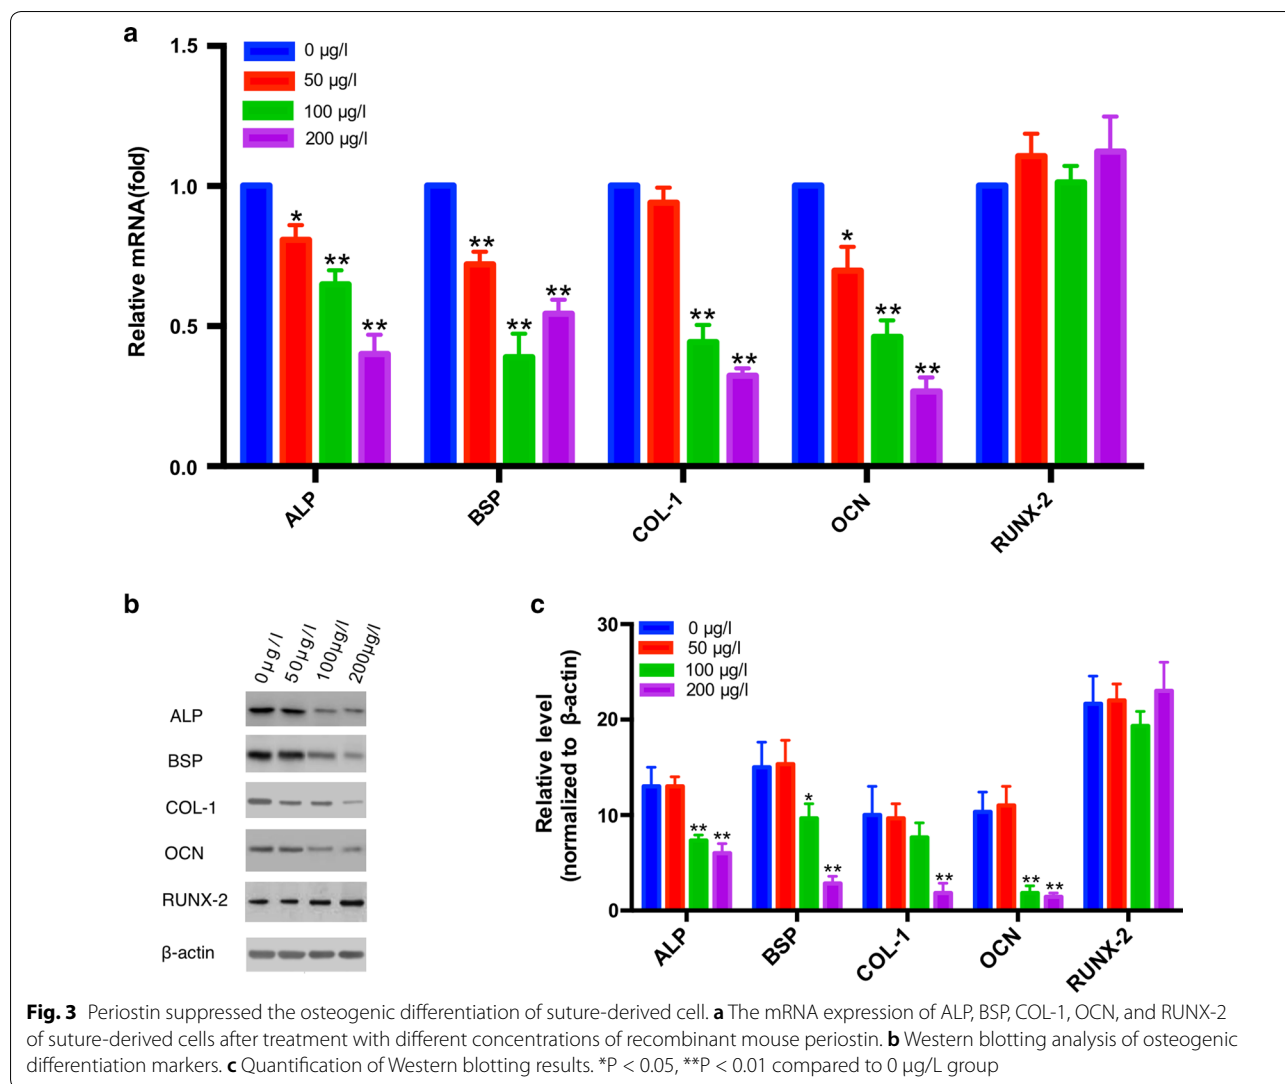 a
1.5
1.0
0.5
0.0
Relative mRNA(fold)
0 µg/l
50 µg/l
100 µg/l
200 µg/l
* ** **
** ** **
** **
* ** **
ALP BSP COL-1 OCN RUNX-2
b
0µg/l 50µg/l 100µg/l 200µg/l
ALP
BSP
COL-1
OCN
RUNX-2
β-actin
c
30
20
10
0
Relative level
(normalized to β-actin)
0 µg/l
50 µg/l
100 µg/l
200 µg/l
** **
* **
**
** **
ALP BSP COL-1 OCN RUNX-2
Fig. 3 Periostin suppressed the osteogenic differentiation of suture-derived cell. a The mRNA expression of ALP, BSP, COL-1, OCN, and RUNX-2
of suture-derived cells after treatment with different concentrations of recombinant mouse periostin. b Western blotting analysis of osteogenic
differentiation markers. c Quantification of Western blotting results. *P < 0.05, **P < 0.01 compared to 0 µg/L group